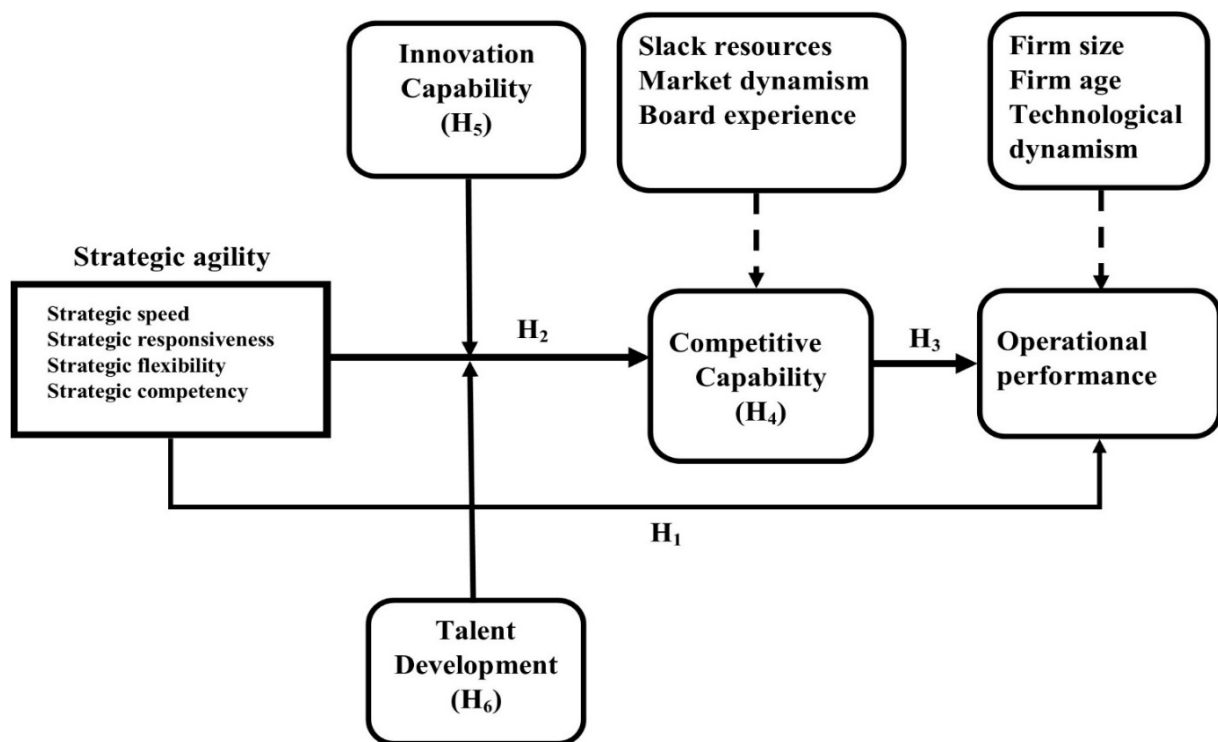 Innovation
Capability
(H₅)
Slack resources
Market dynamism
Board experience
Firm size
Firm age
Technological
dynamism
Strategic agility
Strategic speed
Strategic responsiveness
Strategic flexibility
Strategic competency
H₂
Competitive
Capability
(H₄)
H₃
Operational
performance
H₁
Talent
Development
(H₆)